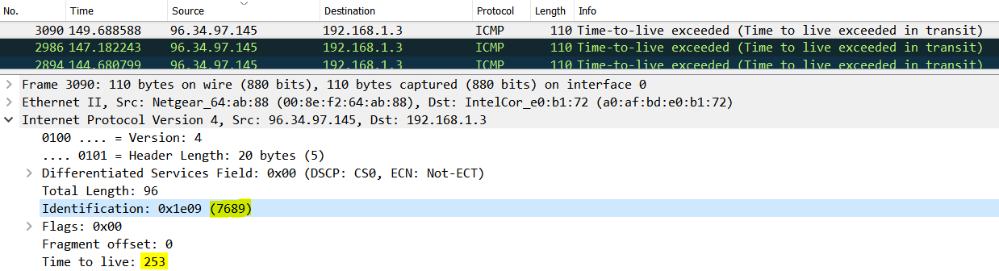 No. Time Source Destination Protocol Length Info
3090 149.688588 96.34.97.145 192.168.1.3 ICMP 110 Time-to-live exceeded (Time to live exceeded in transit)
2986 147.182243 96.34.97.145 192.168.1.3 ICMP 110 Time-to-live exceeded (Time to live exceeded in transit)
2894 144.680799 96.34.97.145 192.168.1.3 ICMP 110 Time-to-live exceeded (Time to live exceeded in transit)
Frame 3090: 110 bytes on wire (880 bits), 110 bytes captured (880 bits) on interface 0
Ethernet II, Src: Netgear_64:ab:88 (00:8e:f2:64:ab:88), Dst: IntelCor_e0:b1:72 (a0:af:bd:e0:b1:72)
Internet Protocol Version 4, Src: 96.34.97.145, Dst: 192.168.1.3
0100 .... = Version: 4
.... 0101 = Header Length: 20 bytes (5)
Differentiated Services Field: 0x00 (DSCP: CS0, ECN: Not-ECT)
Total Length: 96
Identification: 0x1e09 (7689)
Flags: 0x00
Fragment offset: 0
Time to live: 253